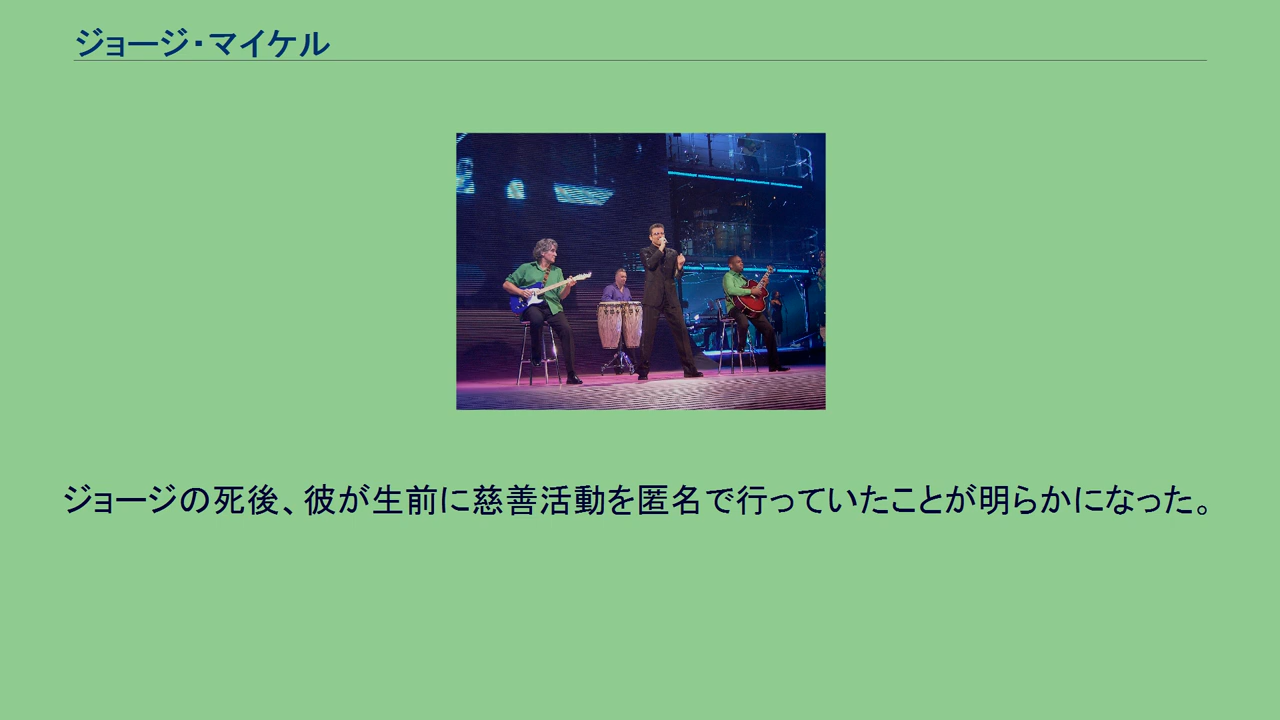 ジョージ・マイケル
ジョージの死後、彼が生前に慈善活動を匿名で行っていたことが明らかになった。